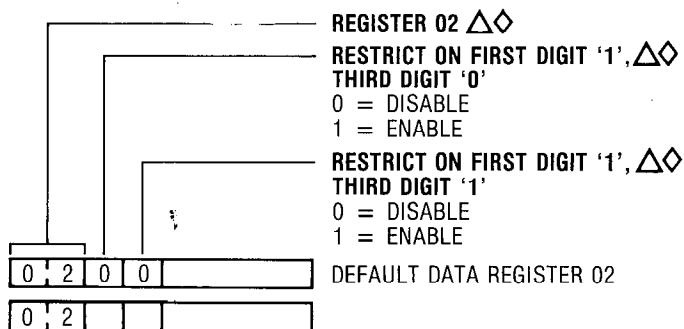 REGISTER 02 △◇
RESTRICT ON FIRST DIGIT ‘1’, △◇
THIRD DIGIT ‘0’
0 = DISABLE
1 = ENABLE
RESTRICT ON FIRST DIGIT ‘1’, △◇
THIRD DIGIT ‘1’
0 = DISABLE
1 = ENABLE
0 2 0 0 DEFAULT DATA REGISTER 02
0 2